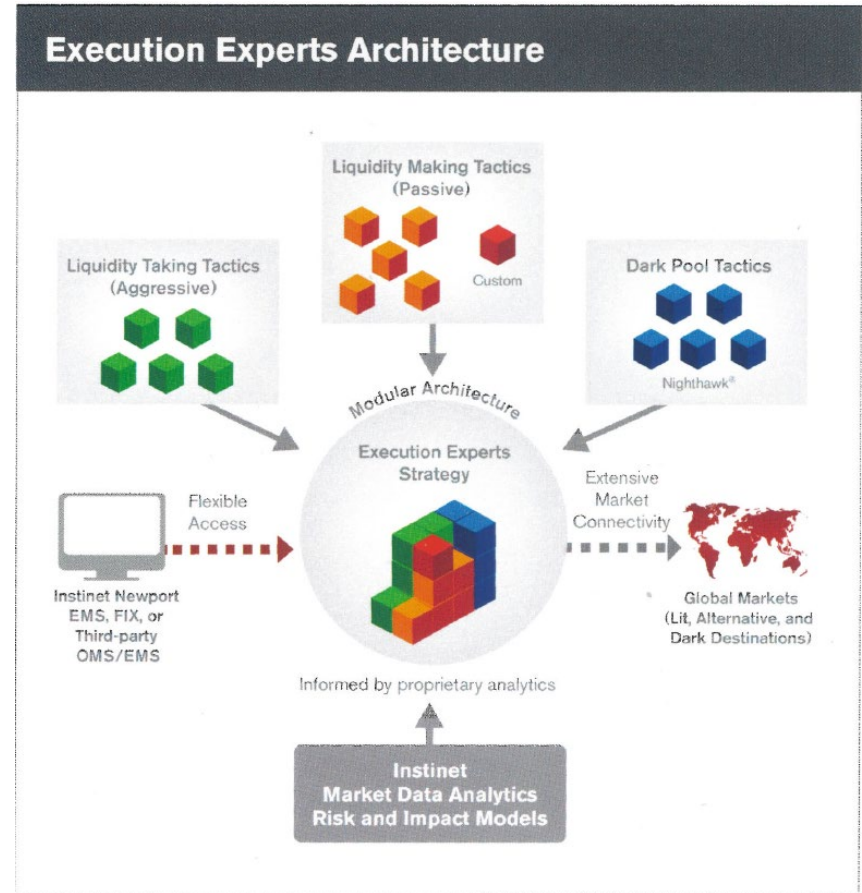 Execution Experts Architecture
Liquidity Making Tactics
(Passive)
Custom
Liquidity Taking Tactics
(Aggressive)
Dark Pool Tactics
Nighthawk®
Modular Architecture
Execution Experts
Strategy
Flexible
Access
Extensive
Market
Connectivity
Instinet Newport
EMS, FIX, or
Third-party
OMS/EMS
Global Markets
(Lit, Alternative, and
Dark Destinations)
Informed by proprietary analytics
Instinet
Market Data Analytics
Risk and Impact Models